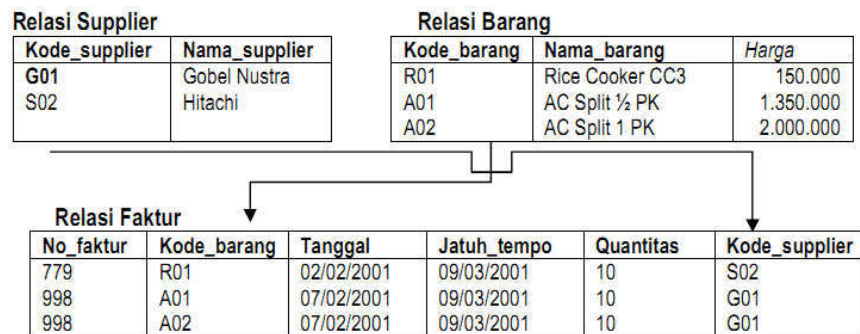 Relasi Supplier
Kode_supplier Nama_supplier
G01 Gobel Nustra
S02 Hitachi
Relasi Barang
Kode_barang Nama_barang Harga
R01 Rice Cooker CC3 150.000
A01 AC Split ½ PK 1.350.000
A02 AC Split 1 PK 2.000.000
Relasi Faktur
No_faktur Kode_barang Tanggal Jatuh_tempo Quantitas Kode_supplier
779 R01 02/02/2001 09/03/2001 10 S02
998 A01 07/02/2001 09/03/2001 10 G01
998 A02 07/02/2001 09/03/2001 10 G01